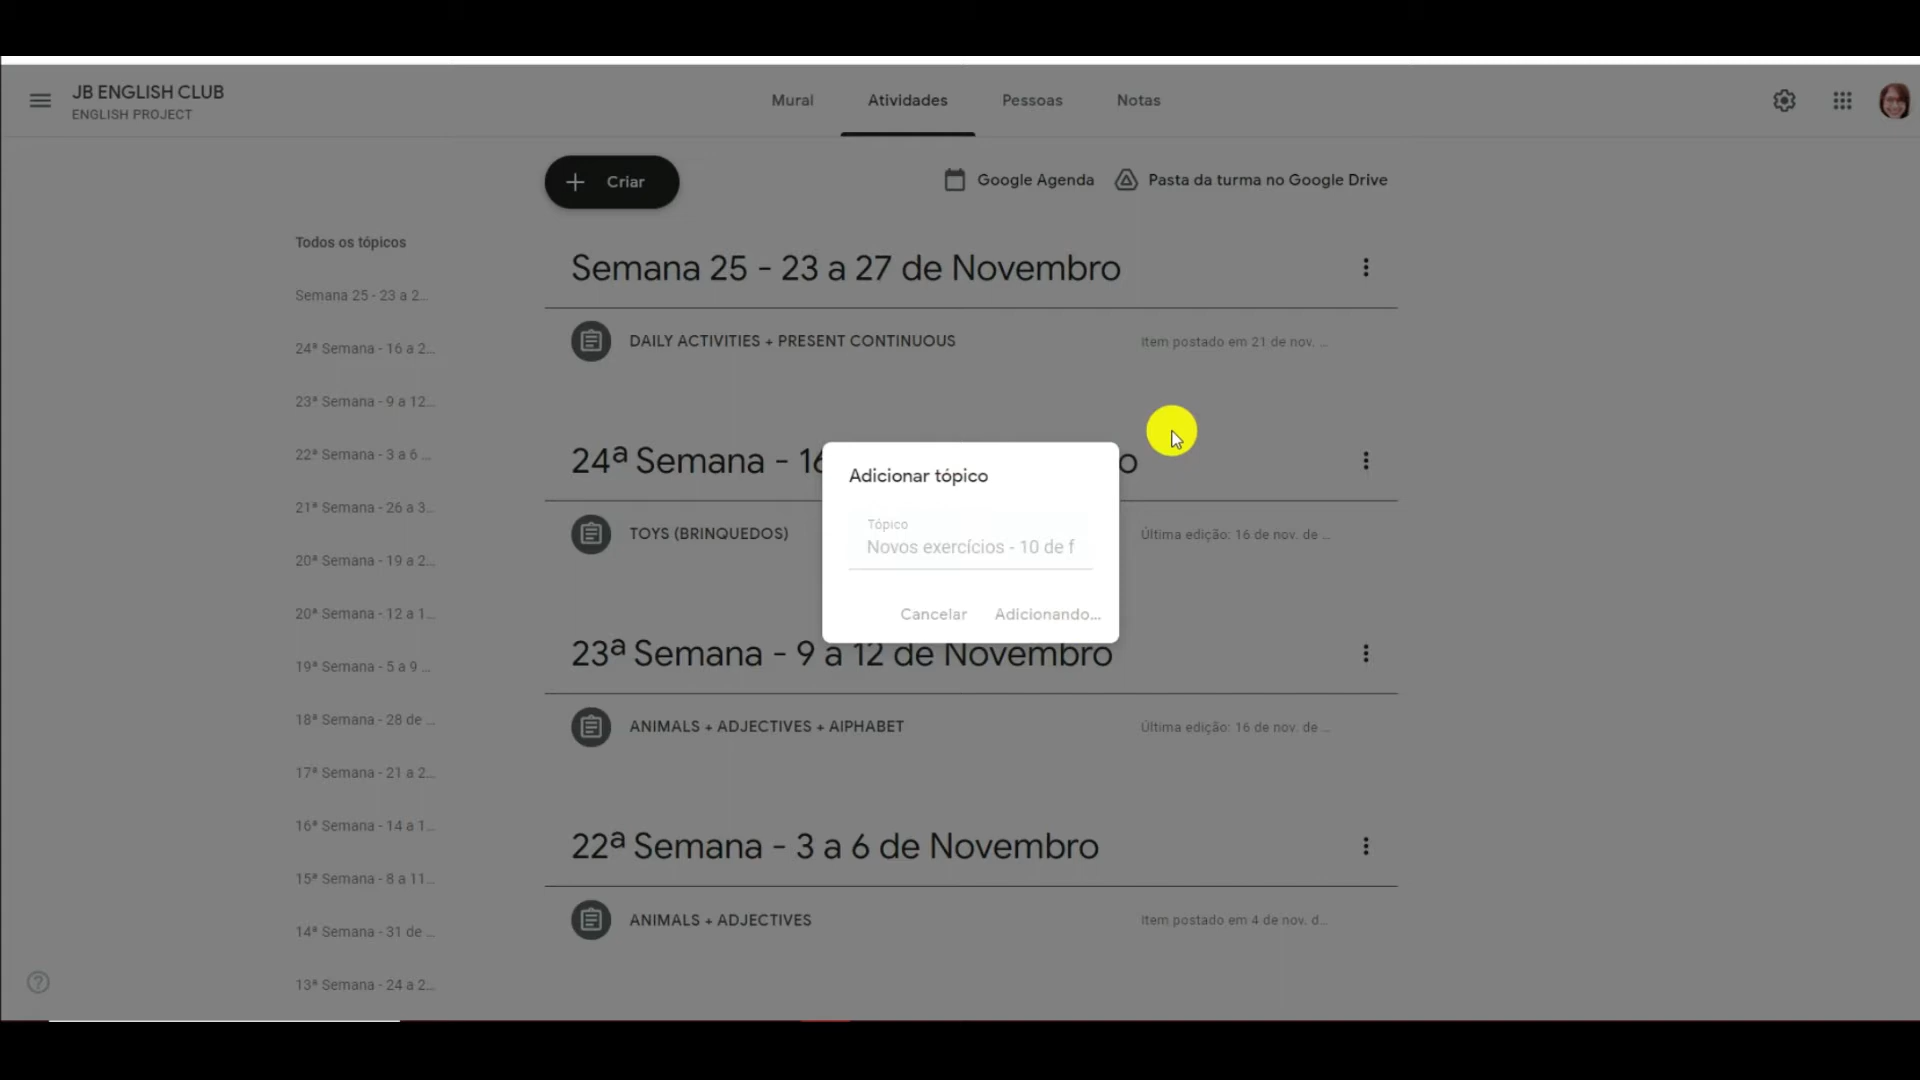 JB ENGLISH CLUB
ENGLISH PROJECT
Mural
Atividades
Pessoas
Notas
Criar
Google Agenda
Pasta da turma no Google Drive
Todos os tópicos
Semana 25 - 23 a 2...
24ª Semana - 16 a 2...
23ª Semana - 9 a 12...
22ª Semana - 3 a 6 ...
21ª Semana - 26 a 3...
20ª Semana - 19 a 2...
20ª Semana - 12 a 1...
19ª Semana - 5 a 9 ...
18ª Semana - 28 de ...
17ª Semana - 21 a 2...
16ª Semana - 14 a 1...
15ª Semana - 8 a 11...
14ª Semana - 31 de ...
13ª Semana - 24 a 2...
Semana 25 - 23 a 27 de Novembro
DAILY ACTIVITIES + PRESENT CONTINUOUS
Item postado em 21 de nov. ...
24ª Semana - 16 o
TOYS (BRINQUEDOS)
Última edição: 16 de nov. de ...
Adicionar tópico
Tópico
Novos exercícios - 10 de f
Cancelar
Adicionando...
23ª Semana - 9 a 12 de Novembro
ANIMALS + ADJECTIVES + AlPHABET
Última edição: 16 de nov. de ...
22ª Semana - 3 a 6 de Novembro
ANIMALS + ADJECTIVES
Item postado em 4 de nov. d...